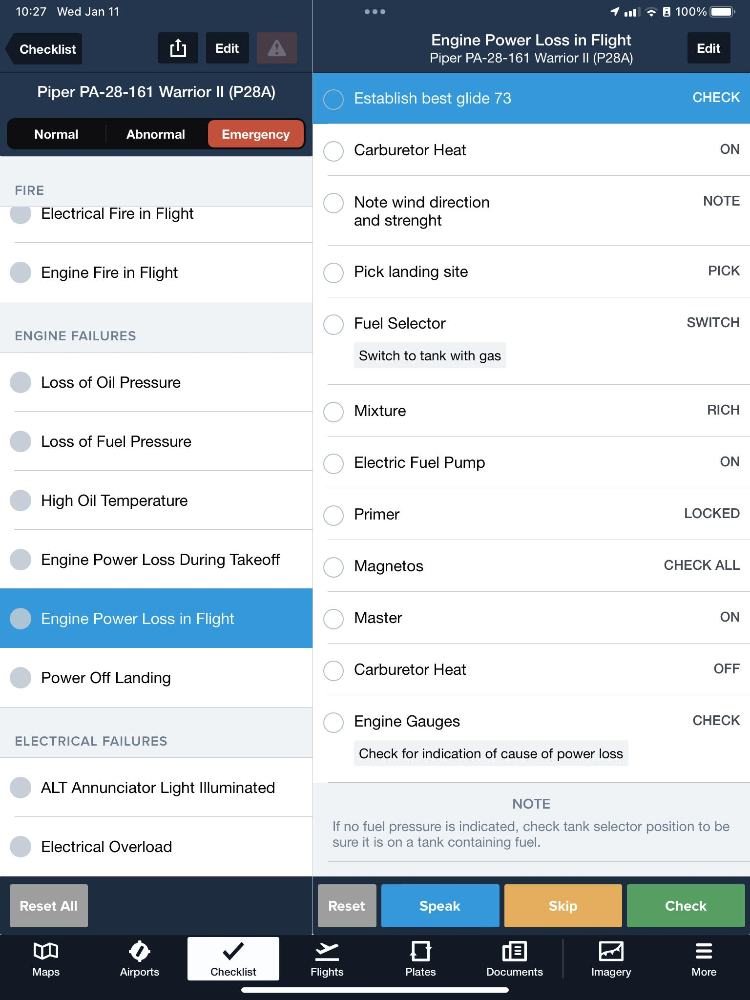 10:27 Wed Jan 11
100%
Checklist
Edit
Piper PA-28-161 Warrior II (P28A)
Normal
Abnormal
Emergency
FIRE
Electrical Fire in Flight
Engine Fire in Flight
ENGINE FAILURES
Loss of Oil Pressure
Loss of Fuel Pressure
High Oil Temperature
Engine Power Loss During Takeoff
Engine Power Loss in Flight
Power Off Landing
ELECTRICAL FAILURES
ALT Annunciator Light Illuminated
Electrical Overload
Reset All
Engine Power Loss in Flight
Piper PA-28-161 Warrior II (P28A)
Edit
Establish best glide 73 CHECK
Carburetor Heat ON
Note wind direction NOTE
and strenght
Pick landing site PICK
Fuel Selector SWITCH
Switch to tank with gas
Mixture RICH
Electric Fuel Pump ON
Primer LOCKED
Magnetos CHECK ALL
Master ON
Carburetor Heat OFF
Engine Gauges CHECK
Check for indication of cause of power loss
NOTE
If no fuel pressure is indicated, check tank selector position to be
sure it is on a tank containing fuel.
Reset
Speak
Skip
Check
Maps
Airports
Checklist
Flights
Plates
Documents
Imagery
More